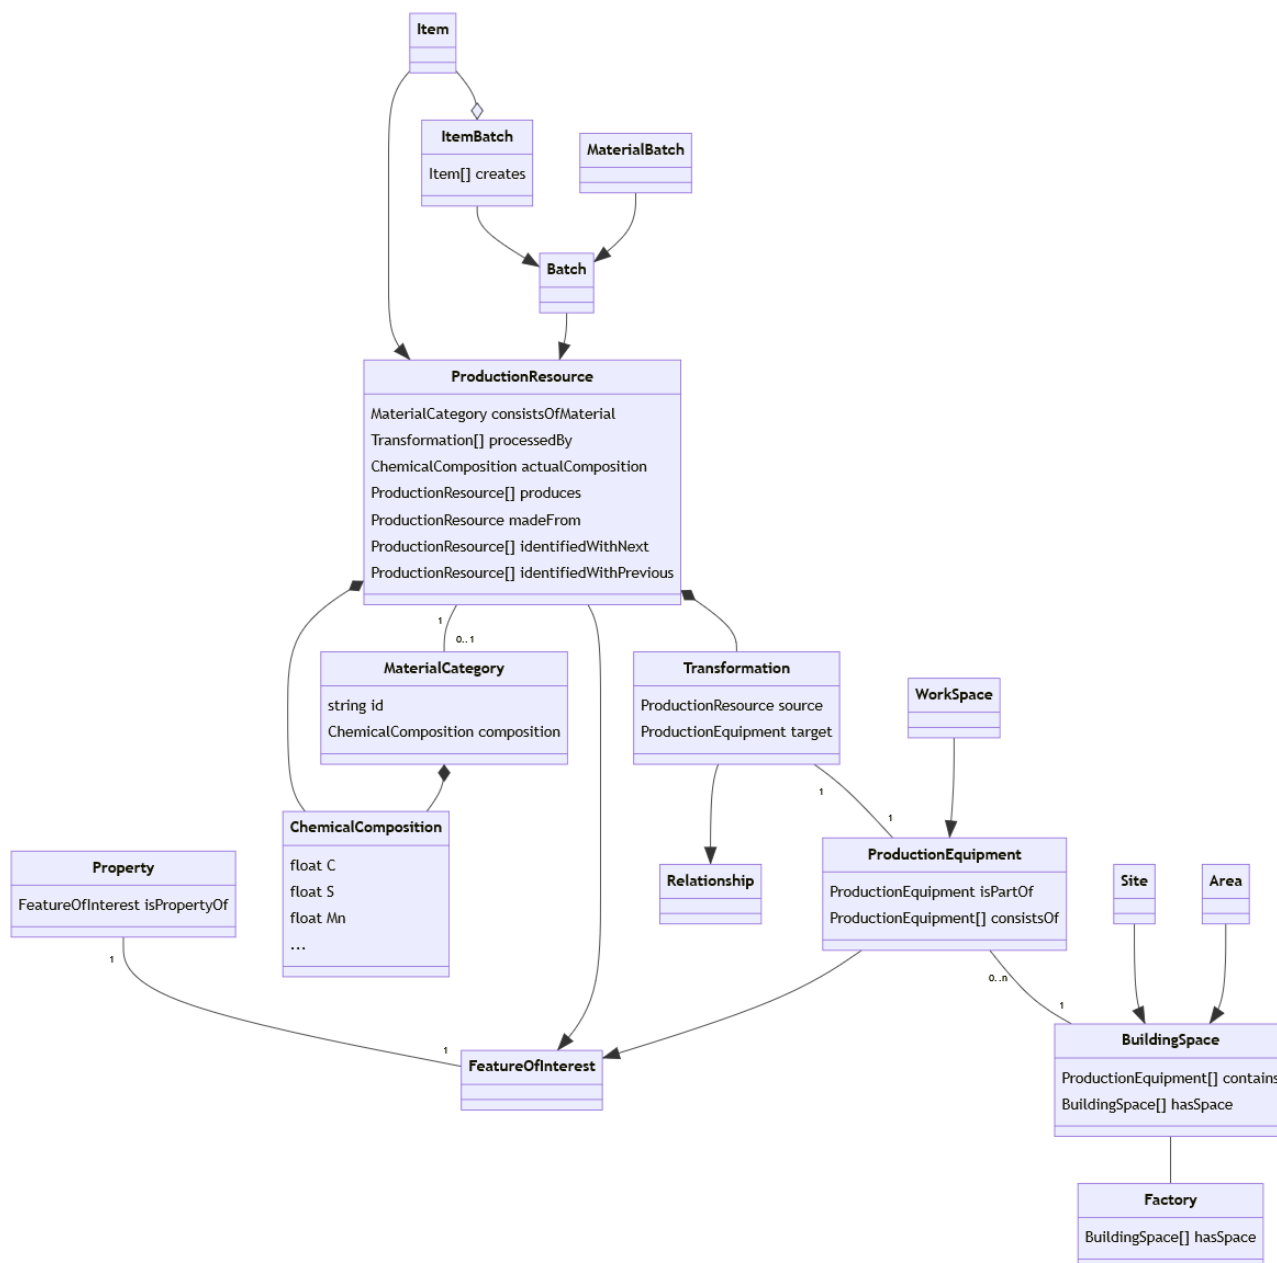 Item
ItemBatch
Item[] creates
MaterialBatch
Batch
ProductionResource
MaterialCategory consistsOfMaterial
Transformation[] processedBy
ChemicalComposition actualComposition
ProductionResource[] produces
ProductionResource madeFrom
ProductionResource[] identifiedWithNext
ProductionResource[] identifiedWithPrevious
1
0..1
MaterialCategory
string id
ChemicalComposition composition
Transformation
ProductionResource source
ProductionEquipment target
WorkSpace
1
1
ChemicalComposition
float C
float S
float Mn
...
Property
FeatureOfInterest isPropertyOf
Relationship
ProductionEquipment
ProductionEquipment isPartOf
ProductionEquipment[] consistsOf
Site
Area
1
1
0..n
1
FeatureOfInterest
BuildingSpace
ProductionEquipment[] contains
BuildingSpace[] hasSpace
Factory
BuildingSpace[] hasSpace